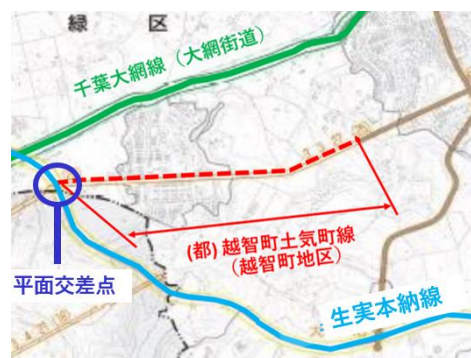 緑 区
千葉大網線（大網街道）
(都) 越智町土気町線
（越智町地区）
平面交差点
生実本納線